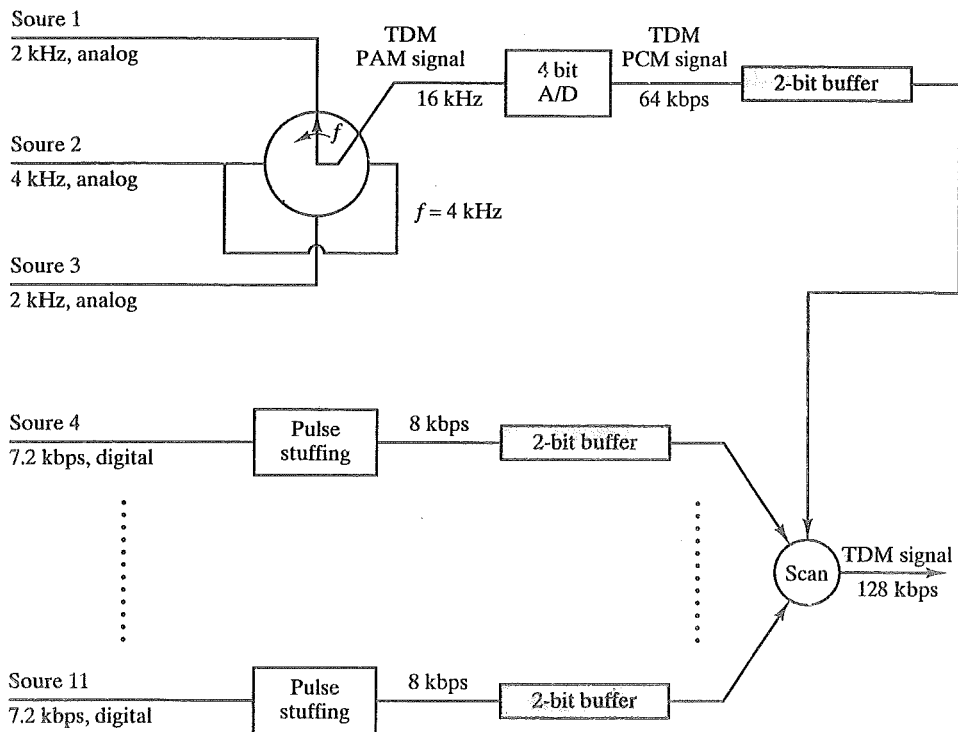 Soure 1
2 kHz, analog
TDM
PAM signal
16 kHz
4 bit
A/D
TDM
PCM signal
64 kbps
2-bit buffer
f
Soure 2
4 kHz, analog
f = 4 kHz
Soure 3
2 kHz, analog
Soure 4
7.2 kbps, digital
Pulse
stuffing
8 kbps
2-bit buffer
Scan
TDM signal
128 kbps
Soure 11
7.2 kbps, digital
Pulse
stuffing
8 kbps
2-bit buffer